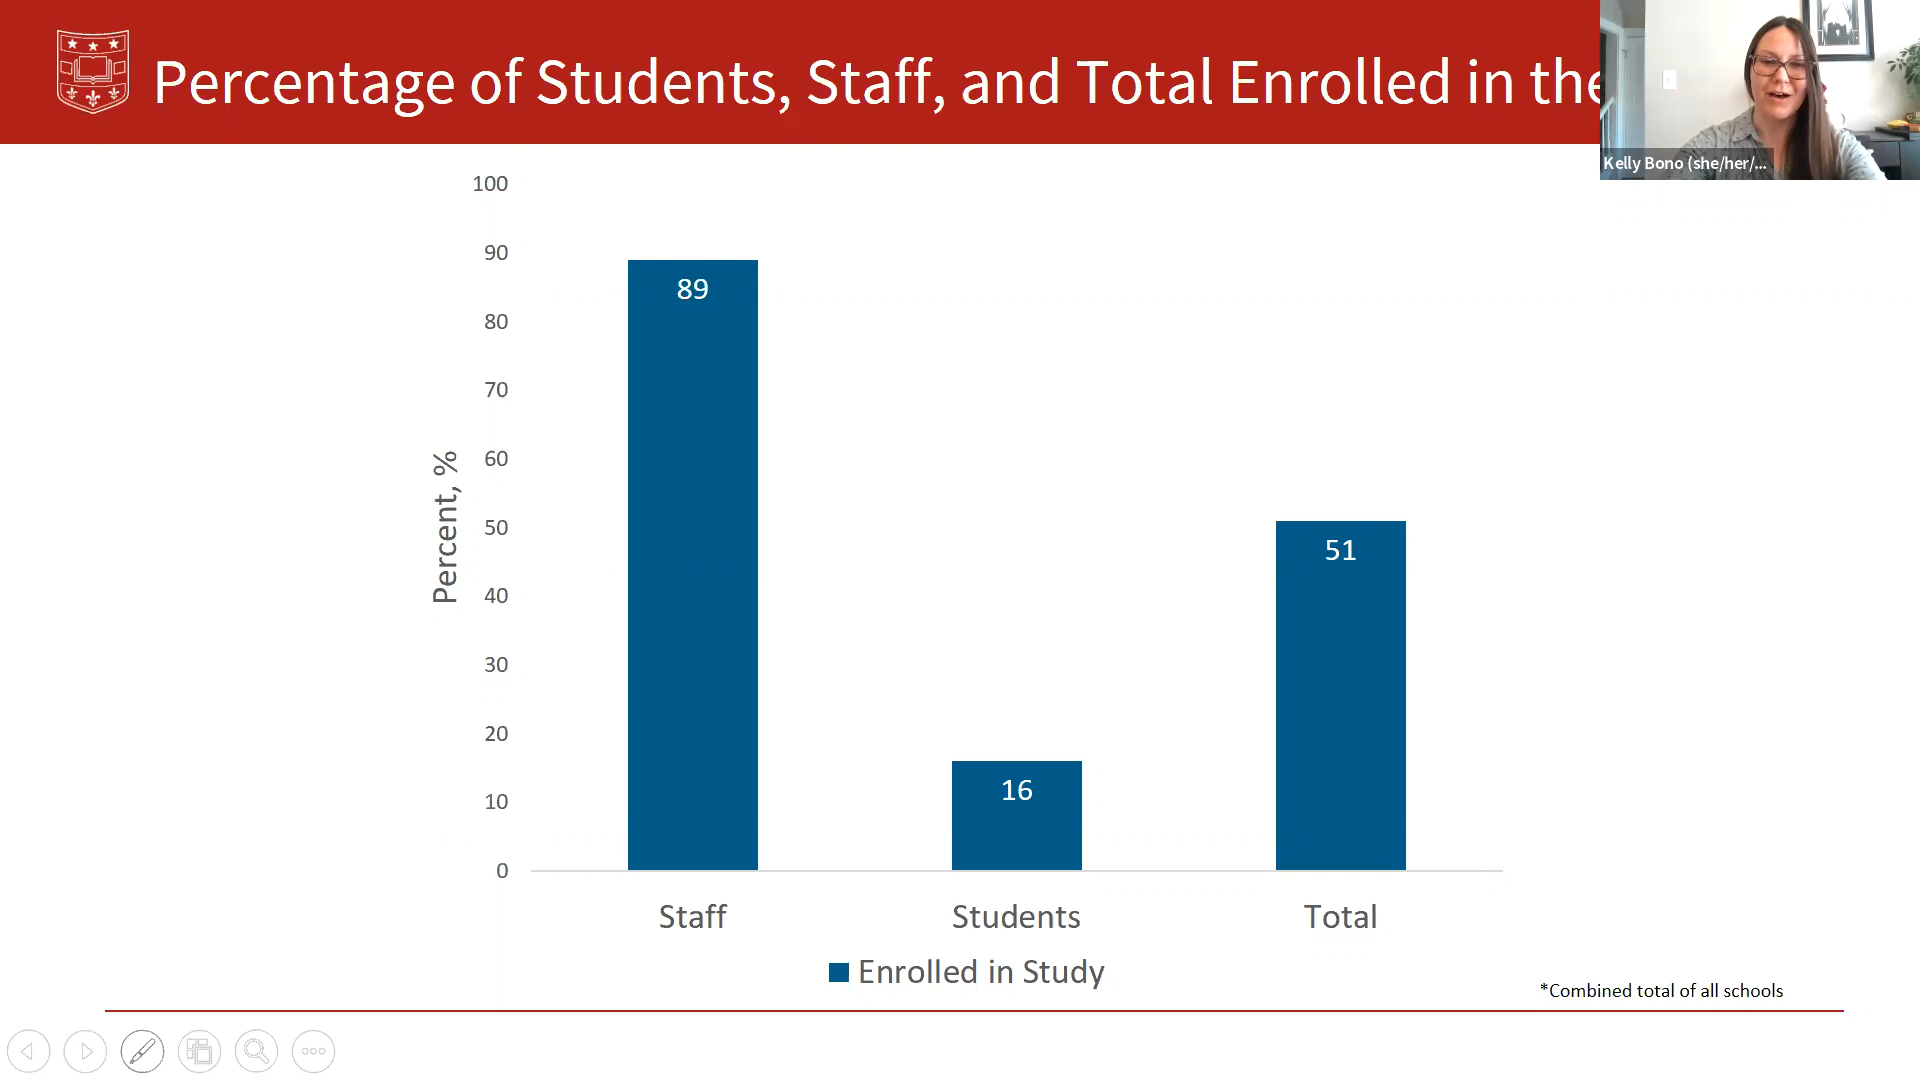 Percentage of Students, Staff, and Total Enrolled in the
Kelly Bono (she/her/...
100
90
80
70
60
50
40
30
20
10
0
Percent, %
89
16
51
Staff
Students
Total
Enrolled in Study
*Combined total of all schools